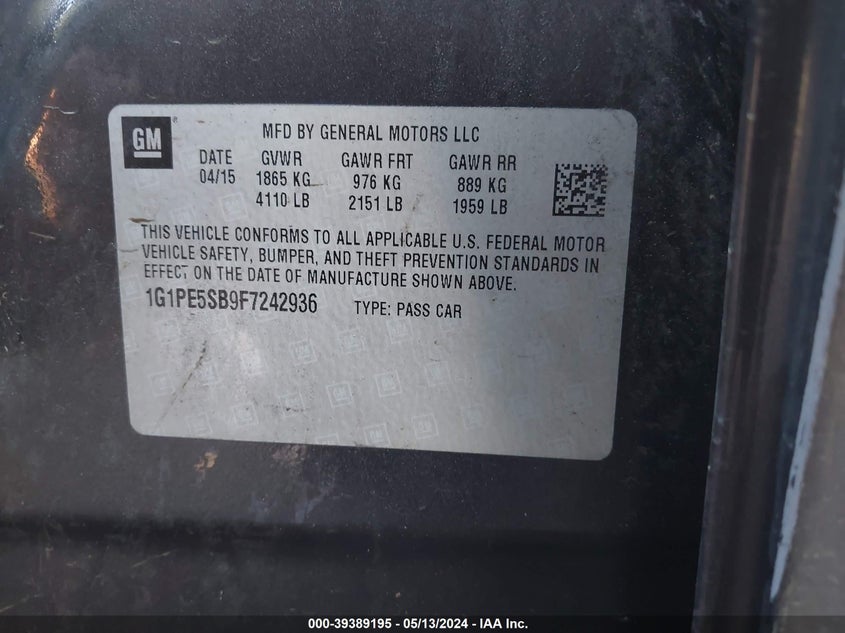 GM
MFD BY GENERAL MOTORS LLC
DATE GVWR GAWR FRT GAWR RR
04/15 1865 KG 976 KG 889 KG
4110 LB 2151 LB 1959 LB
THIS VEHICLE CONFORMS TO ALL APPLICABLE U.S. FEDERAL MOTOR
VEHICLE SAFETY, BUMPER, AND THEFT PREVENTION STANDARDS IN
EFFECT ON THE DATE OF MANUFACTURE SHOWN ABOVE.
1G1PE5SB9F7242936 TYPE: PASS CAR
000-39389195 - 05/13/2024 - IAA Inc.